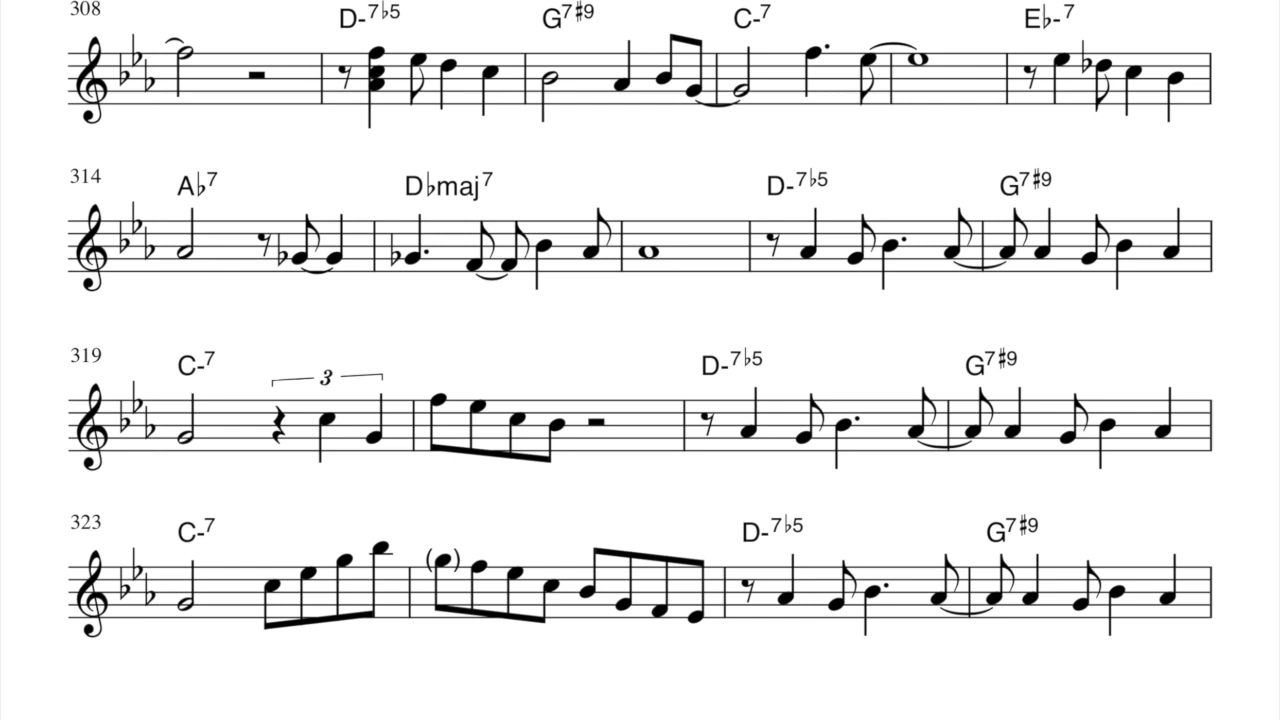 308 D-7♭5 G7♯9 C-7 E♭-7
314 A♭7 D♭maj7 D-7♭5 G7♯9
319 C-7 3 D-7♭5 G7♯9
323 C-7 D-7♭5 G7♯9